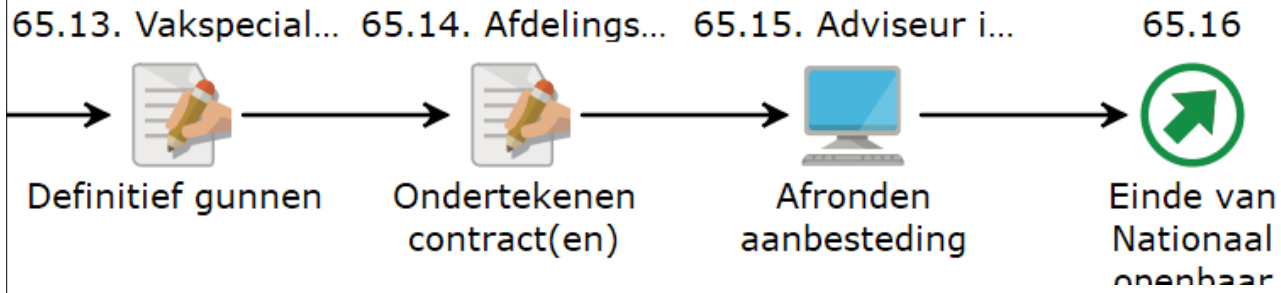 65.13. Vakspecial... 65.14. Afdelings... 65.15. Adviseur i... 65.16
Definitief gunnen Ondertekenen Afronden Einde van
contract(en) aanbesteding Nationaal
openbaar